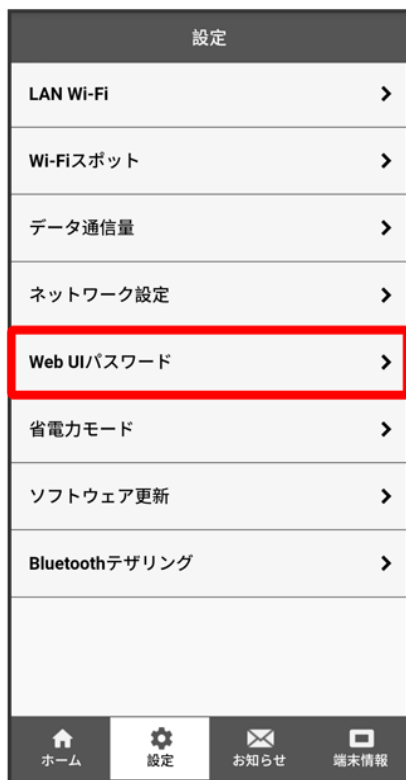 設定
LAN Wi-Fi
Wi-Fiスポット
データ通信量
ネットワーク設定
Web UIパスワード
省電力モード
ソフトウェア更新
Bluetoothテザリング
ホーム
設定
お知らせ
端末情報